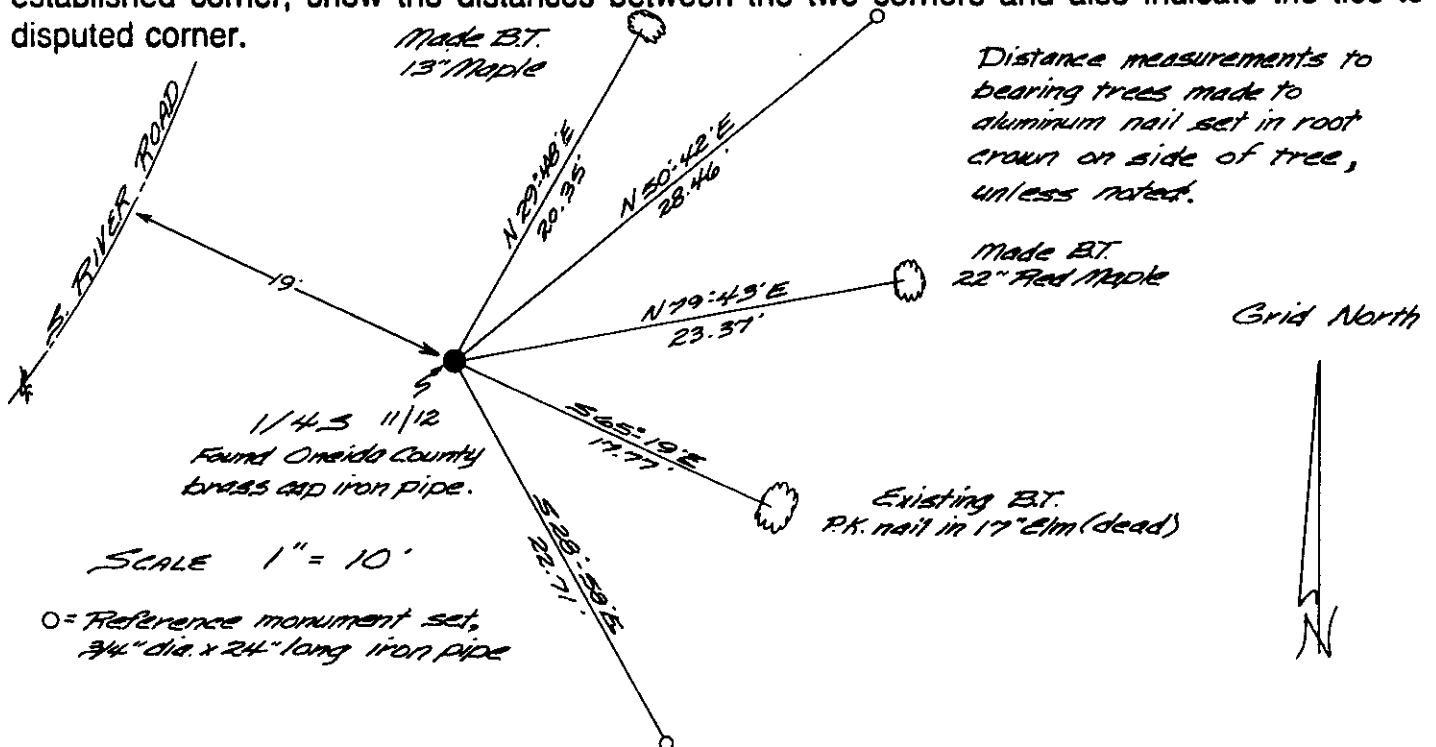 established corner, show the distances between the two corners and also indicate the ties to
disputed corner.
Made B.T.
13" Maple
Distance measurements to
bearing trees made to
aluminum nail set in root
crown on side of tree,
unless noted.
S. RIVER ROAD
N 29°48'E
20.35'
N 50°42'E
28.46'
Made B.T.
22" Red Maple
N 79°43'E
23.37'
Grid North
19'
1/4 S 11/12
Found Oneida County
brass cap iron pipe.
S 65°19'E
17.77'
Existing B.T.
P.K. nail in 17" Elm (dead)
S 28°58'E
22.71'
SCALE 1" = 10'
O = Reference monument set,
3/4" dia. x 24" long iron pipe
N